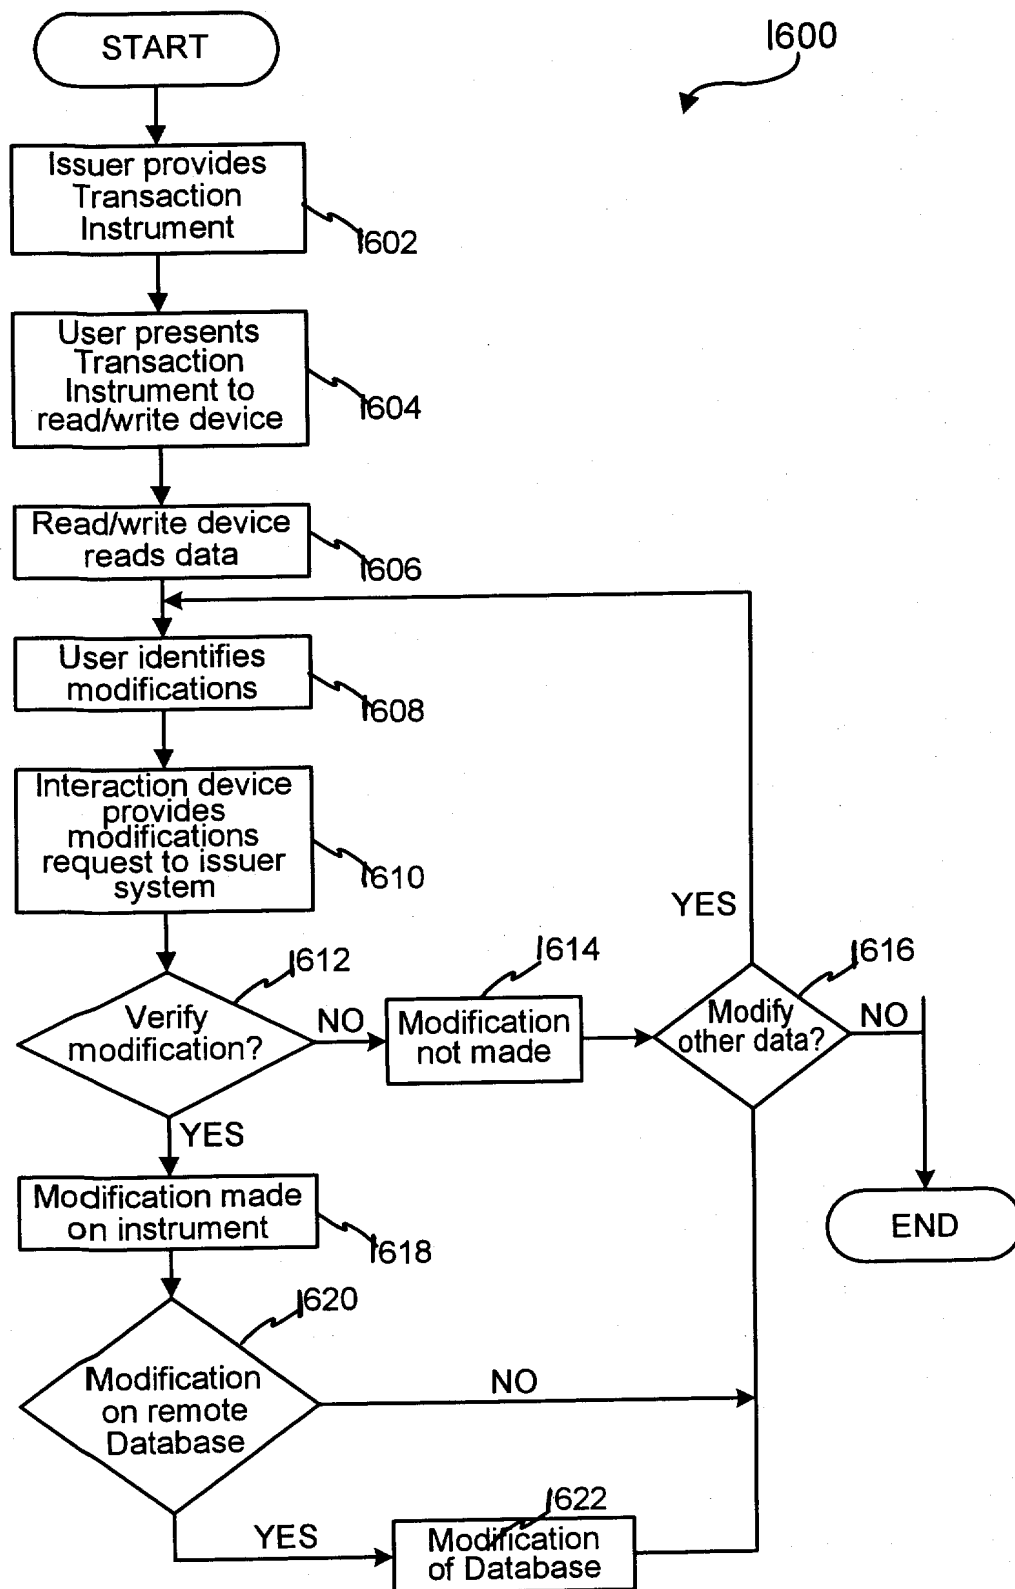 START
1600
Issuer provides
Transaction
Instrument
1602
User presents
Transaction
Instrument to
read/write device
1604
Read/write device
reads data
1606
User identifies
modifications
1608
Interaction device
provides
modifications
request to issuer
system
1610
YES
Verify
modification?
1612
NO
Modification
not made
1614
Modify
other data?
1616
NO
YES
Modification made
on instrument
1618
END
Modification
on remote
Database
1620
NO
YES
Modification
of Database
1622